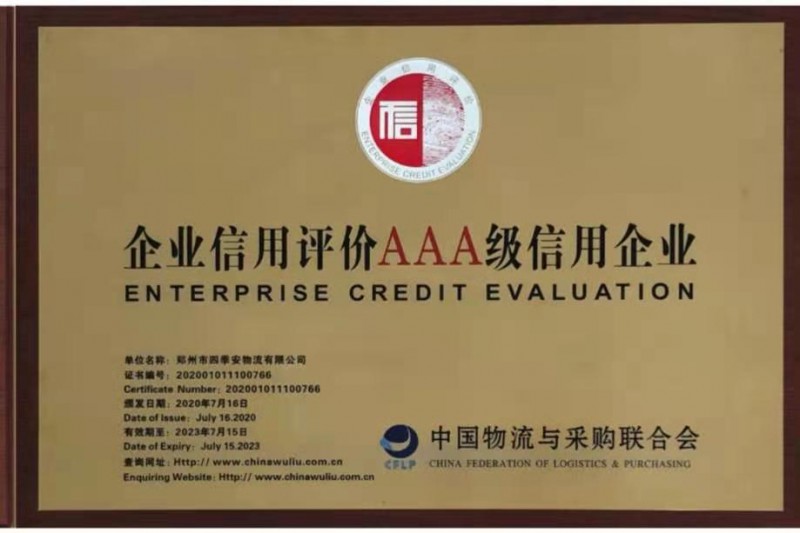 企业信用评价
信
ENTERPRISE CREDIT EVALUATION
企业信用评价AAA级信用企业
ENTERPRISE CREDIT EVALUATION
单位名称：郑州市四季安物流有限公司
证书编号：202001011100766
Certificate Number: 202001011100766
颁发日期：2020年7月16日
Date of Issue: July 16.2020
有效期至：2023年7月15日
Date of Expiry: July 15.2023
查询网址：Http://www.chinawuliu.com.cn
Enquiring Website: Http:// www.chinawuliu.com.cn
CFLP
中国物流与采购联合会
CHINA FEDERATION OF LOGISTICS & PURCHASING